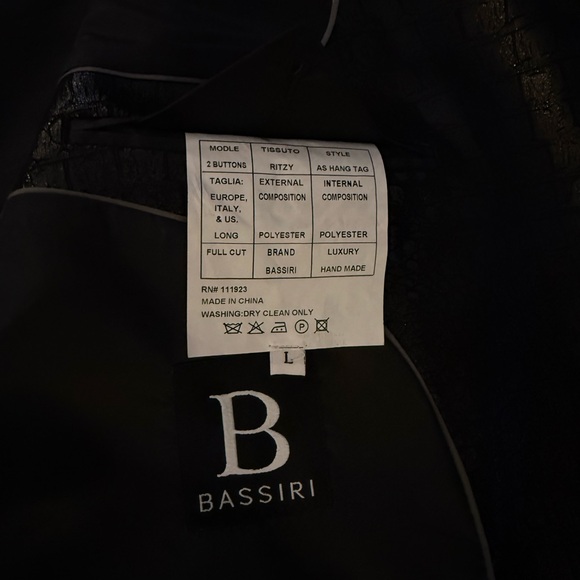 MODLE TISSUTO STYLE
2 BUTTONS RITZY AS HANG TAG
TAGLIA: EXTERNAL INTERNAL
EUROPE, COMPOSITION COMPOSITION
ITALY,
& US.
LONG POLYESTER POLYESTER
FULL CUT BRAND LUXURY
BASSIRI HAND MADE
RN# 111923
MADE IN CHINA
WASHING:DRY CLEAN ONLY
P
L
B
BASSIRI